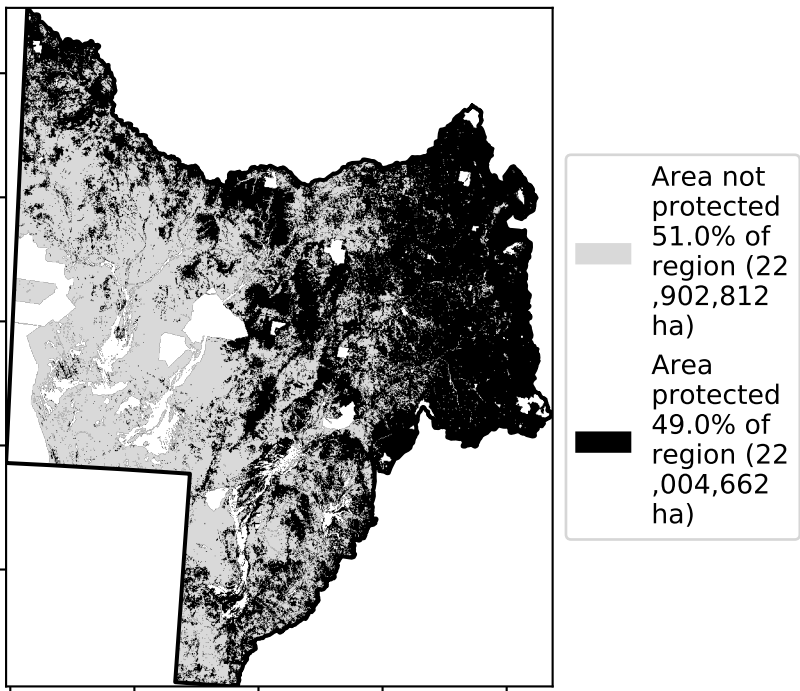 Area not
protected
51.0% of
region (22
,902,812
ha)
Area
protected
49.0% of
region (22
,004,662
ha)